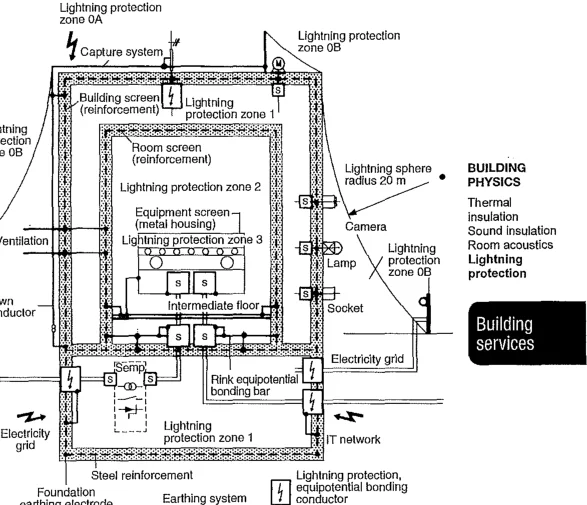 Lightning protection
zone 0A
Capture system
Lightning protection
zone 0B
M
S
Building screen
(reinforcement)
Lightning
protection zone 1
Room screen
(reinforcement)
e 0B
Lightning protection zone 2
Lightning sphere
radius 20 m
BUILDING
PHYSICS
Thermal
insulation
Sound insulation
Room acoustics
Lightning
protection
Equipment screen
(metal housing)
S
Camera
Ventilation
Lightning protection zone 3
S
Lamp
Lightning
protection
zone 0B
S S
S
Socket
Intermediate floor
S S
Building
services
Electricity grid
Semp
S S
Rink equipotential
bonding bar
Electricity
grid
Lightning
protection zone 1
IT network
Steel reinforcement
Foundation
earthing electrode
Earthing system
Lightning protection,
equipotential bonding
conductor